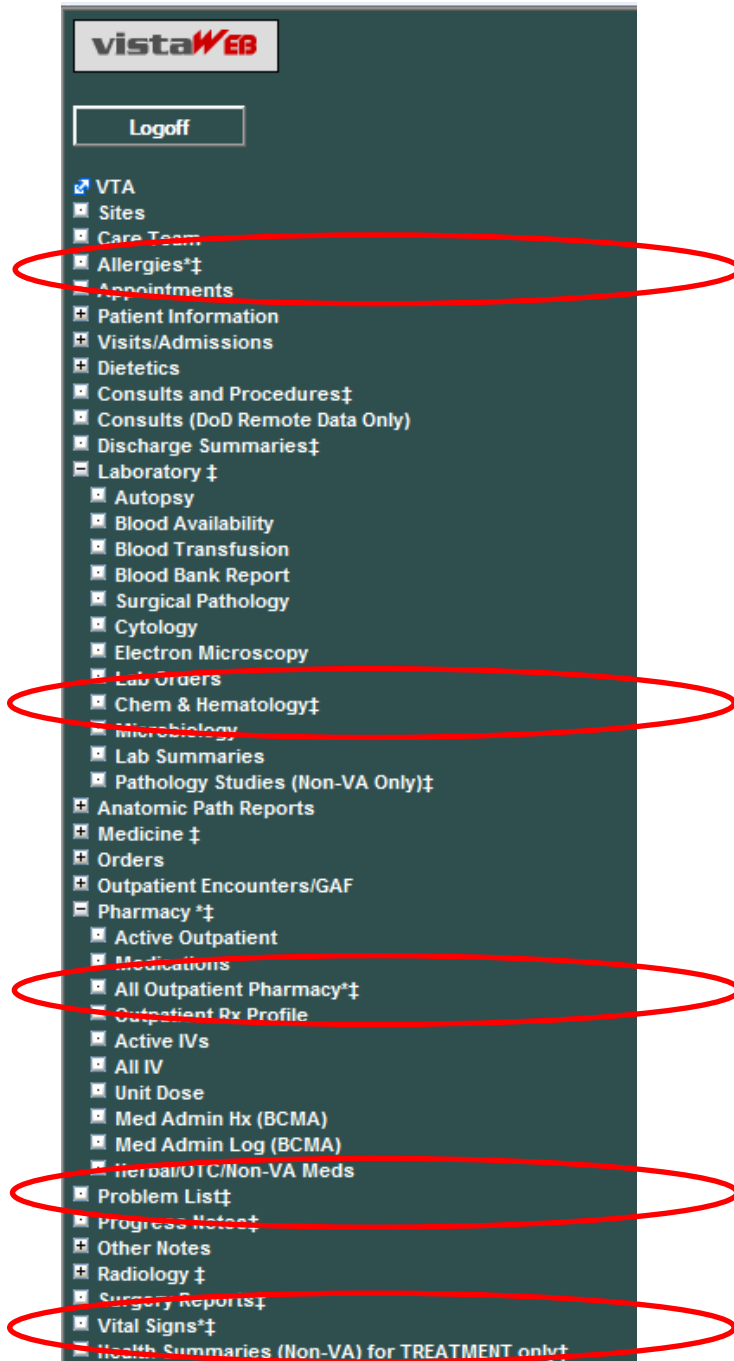 vistaWEB
Logoff
VTA
Sites
Care Team
Allergies*‡
Appointments
Patient Information
Visits/Admissions
Dietetics
Consults and Procedures‡
Consults (DoD Remote Data Only)
Discharge Summaries‡
Laboratory ‡
Autopsy
Blood Availability
Blood Transfusion
Blood Bank Report
Surgical Pathology
Cytology
Electron Microscopy
Lab Orders
Chem & Hematology‡
Microbiology
Lab Summaries
Pathology Studies (Non-VA Only)‡
Anatomic Path Reports
Medicine ‡
Orders
Outpatient Encounters/GAF
Pharmacy *‡
Active Outpatient
Medications
All Outpatient Pharmacy*‡
Outpatient Rx Profile
Active IVs
All IV
Unit Dose
Med Admin Hx (BCMA)
Med Admin Log (BCMA)
Herbal/OTC/Non-VA Meds
Problem List‡
Progress Notes‡
Other Notes
Radiology ‡
Surgery Reports‡
Vital Signs*‡
Health Summaries (Non-VA) for TREATMENT only‡